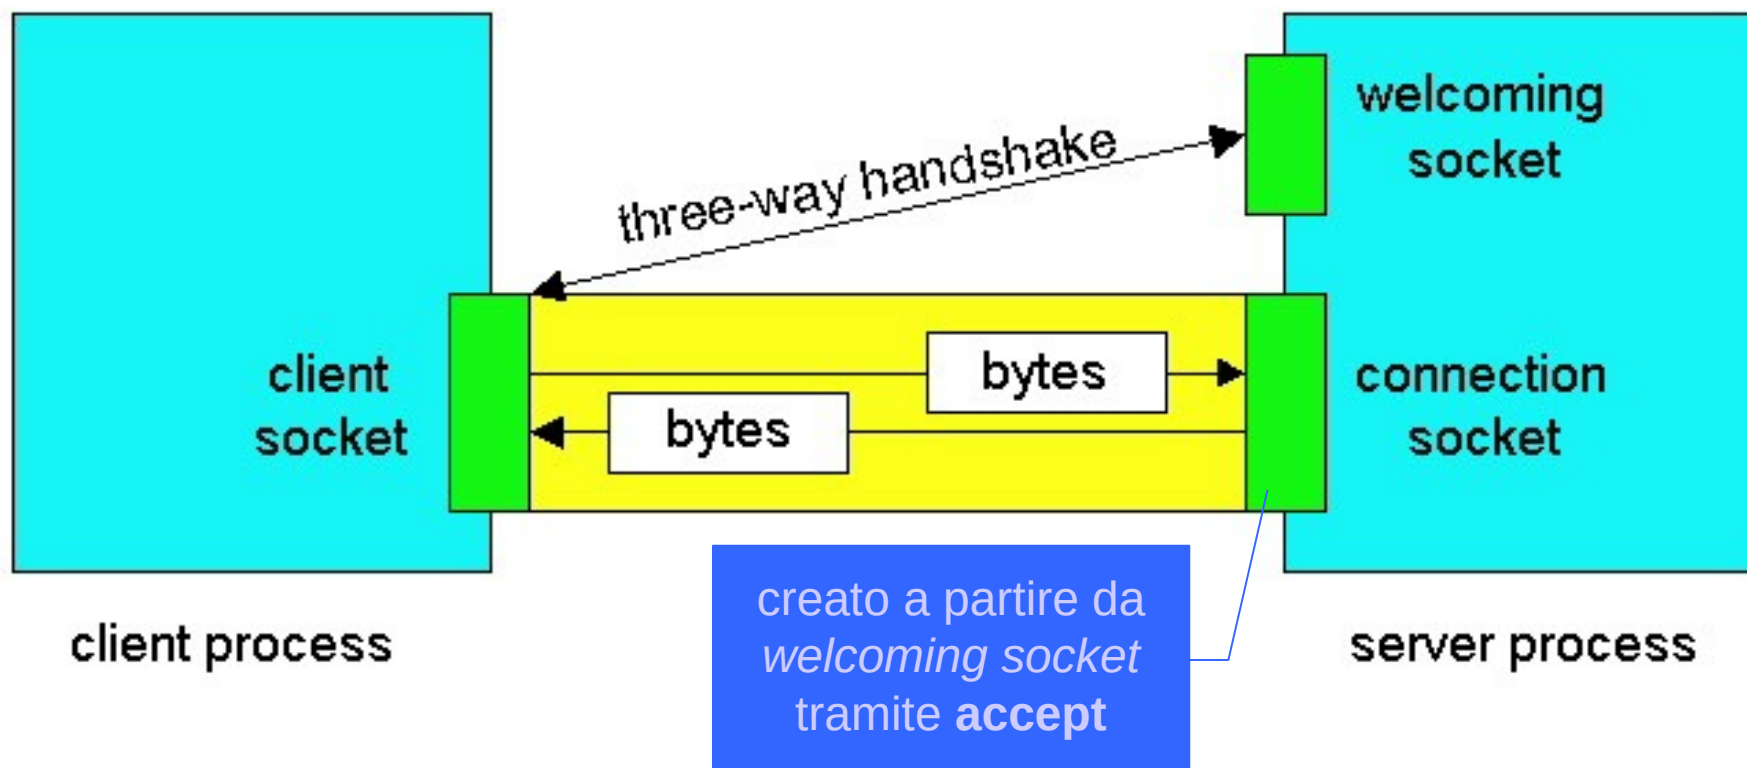 welcoming
socket
three-way handshake
client
socket
bytes
bytes
connection
socket
creato a partire da
welcoming socket
tramite accept
client process
server process